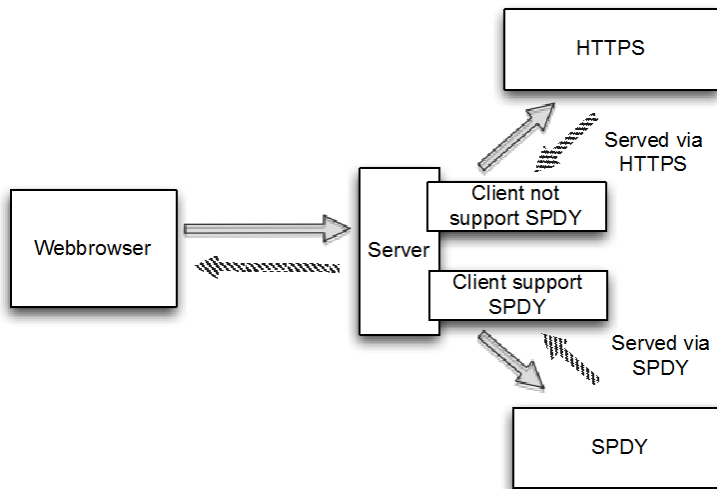 HTTPS
Served via
HTTPS
Client not
support SPDY
Webbrowser
Server
Client support
SPDY
Served via
SPDY
SPDY